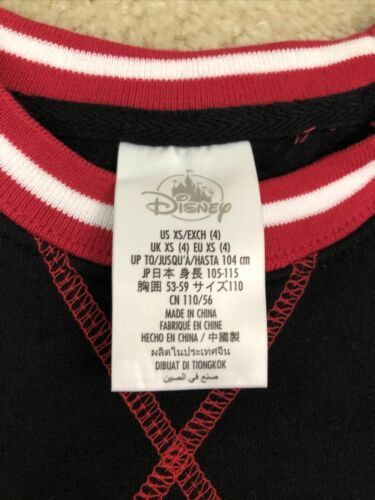 DISNEY
US XS/EXCH (4)
UK XS (4) EU XS (4)
UP TO/JUSQU'À/HASTA 104 cm
JP日本 身長 105-115
胸囲 53-59 サイズ110
CN 110/56
MADE IN CHINA
FABRIQUÉ EN CHINE
HECHO EN CHINA / 中國製
ผลิตในประเทศจีน
DIBUAT DI TIONGKOK
صنع في الصين